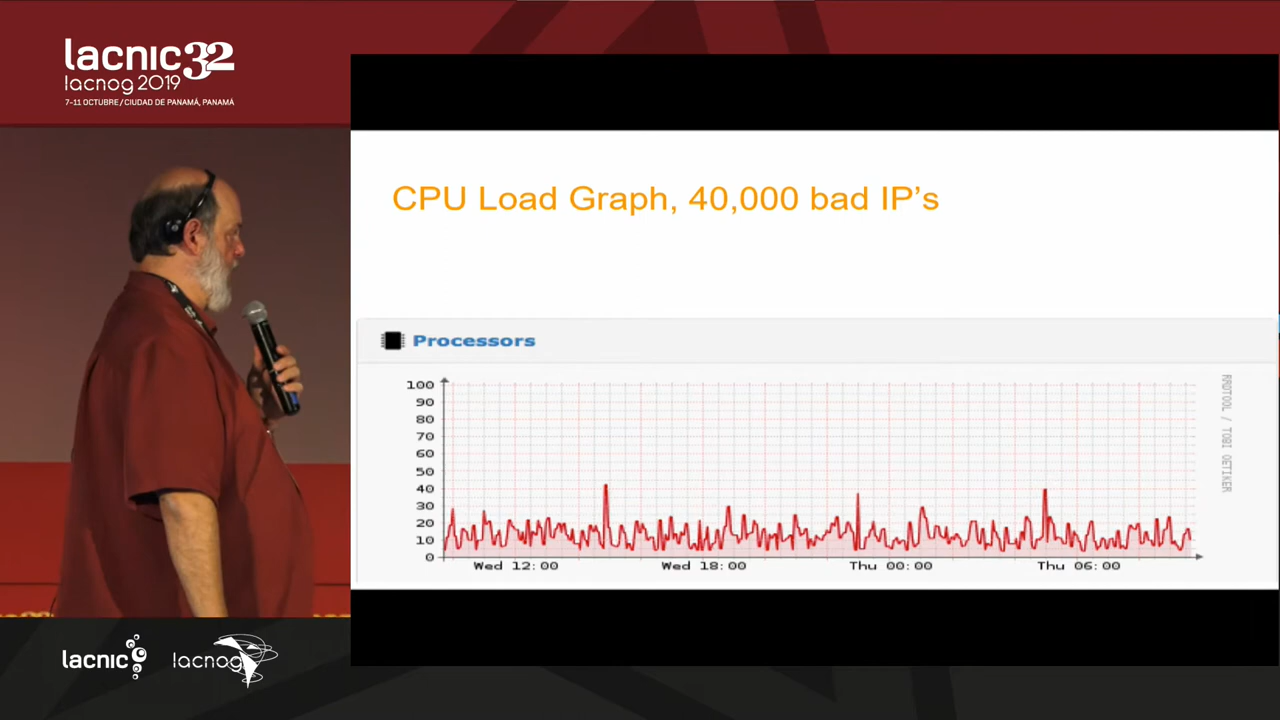 lacnic32
lacnog 2019
7-11 OCTUBRE / CIUDAD DE PANAMÁ, PANAMÁ
CPU Load Graph, 40,000 bad IP’s
Processors
100
90
80
70
60
50
40
30
20
10
0
Wed 12:00 Wed 18:00 Thu 00:00 Thu 06:00
RRDTOOL / TOBI OETIKER
lacnic
lacnog